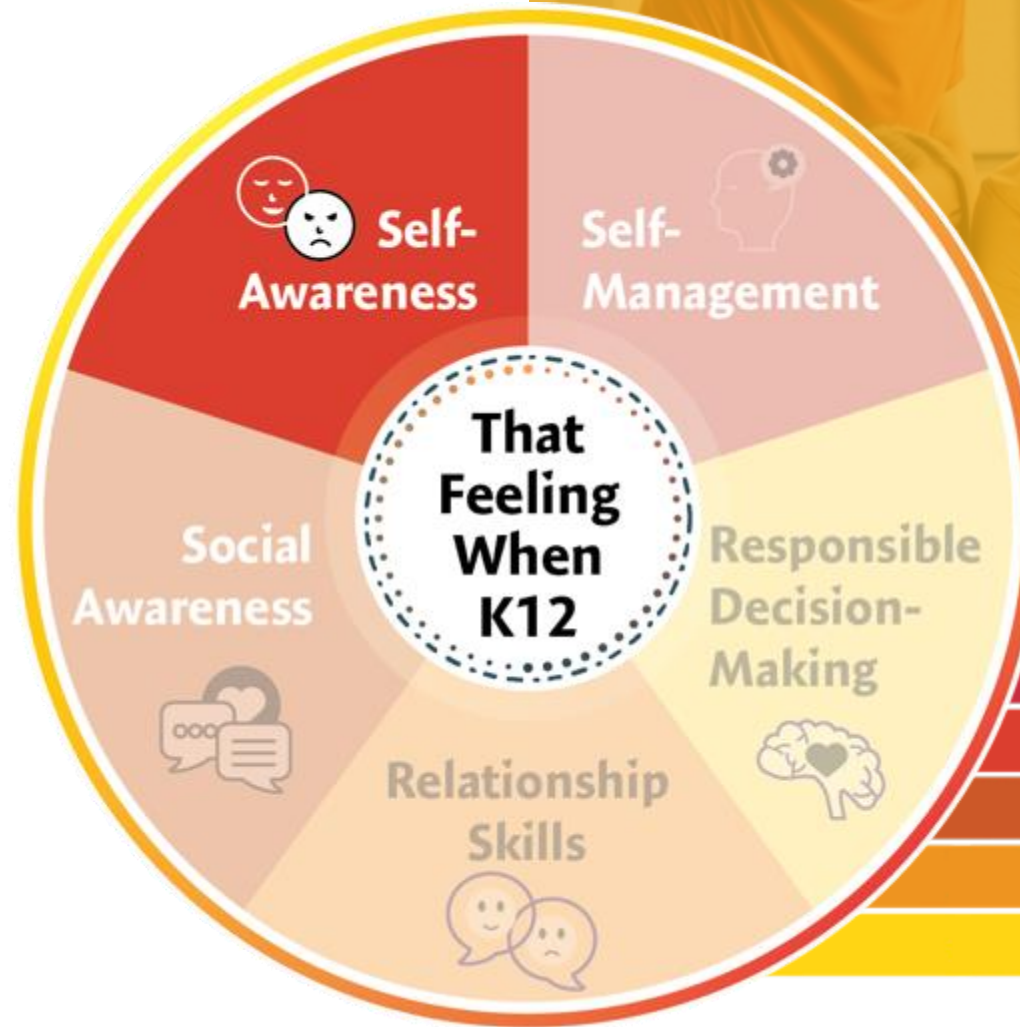 Self-
Awareness
Self-
Management
That
Feeling
When
K12
Social
Awareness
Responsible
Decision-
Making
Relationship
Skills